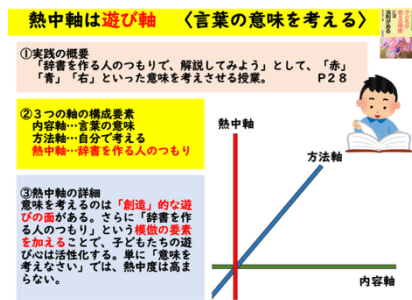 熱中軸は遊び軸　〈言葉の意味を考える〉
①実践の概要
「辞書を作る人のつもりで、解説してみよう」として、「赤」
「青」「右」といった意味を考えさせる授業。　P28
②３つの軸の構成要素
内容軸…言葉の意味
方法軸…自分で考える
熱中軸…辞書を作る人のつもり
③熱中軸の詳細
意味を考えるのは「創造」的な遊
びの面がある。さらに「辞書を作
る人のつもり」という模倣の要素
を加えることで、子どもたちの遊
び心は活性化する。単に「意味を
考えなさい」では、熱中度は高ま
らない。
熱中軸
方法軸
内容軸